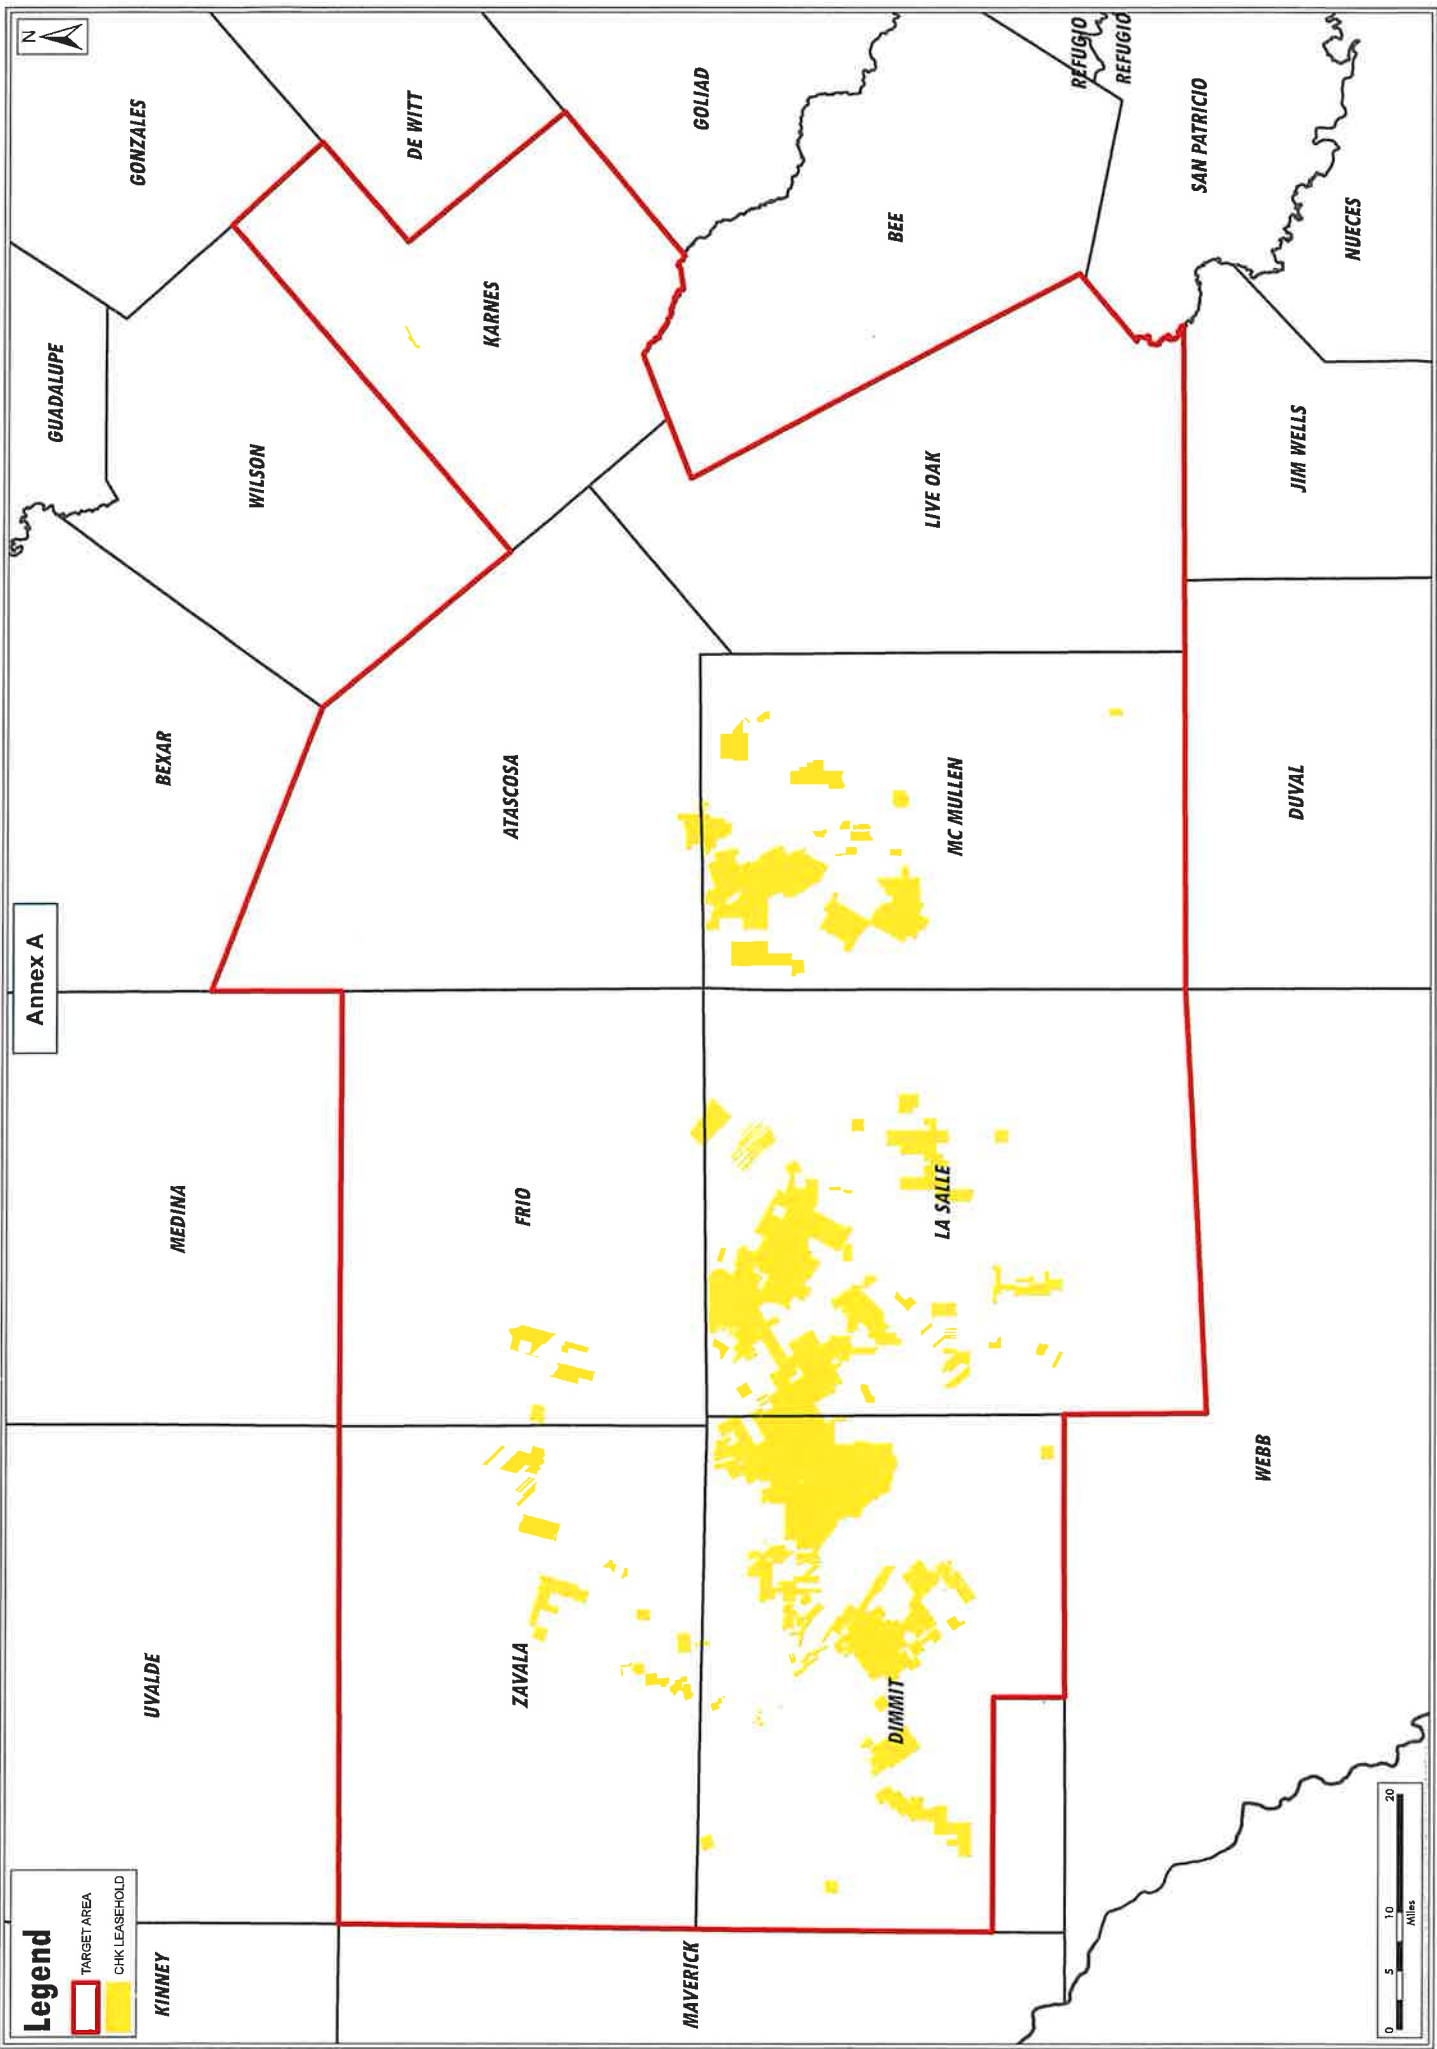 Annex A
N
Legend
TARGET AREA
CHK LEASEHOLD
KINNEY
UVALDE
MEDINA
BEXAR
GUADALUPE
GONZALES
WILSON
DE WITT
KARNES
GOLIAD
ZAVALA
FRIO
ATASCOSA
MAVERICK
DIMMIT
LA SALLE
MC MULLEN
LIVE OAK
BEE
REFUGIO
REFUGIO
SAN PATRICIO
NUECES
JIM WELLS
DUVAL
WEBB
0 5 10 20
Miles